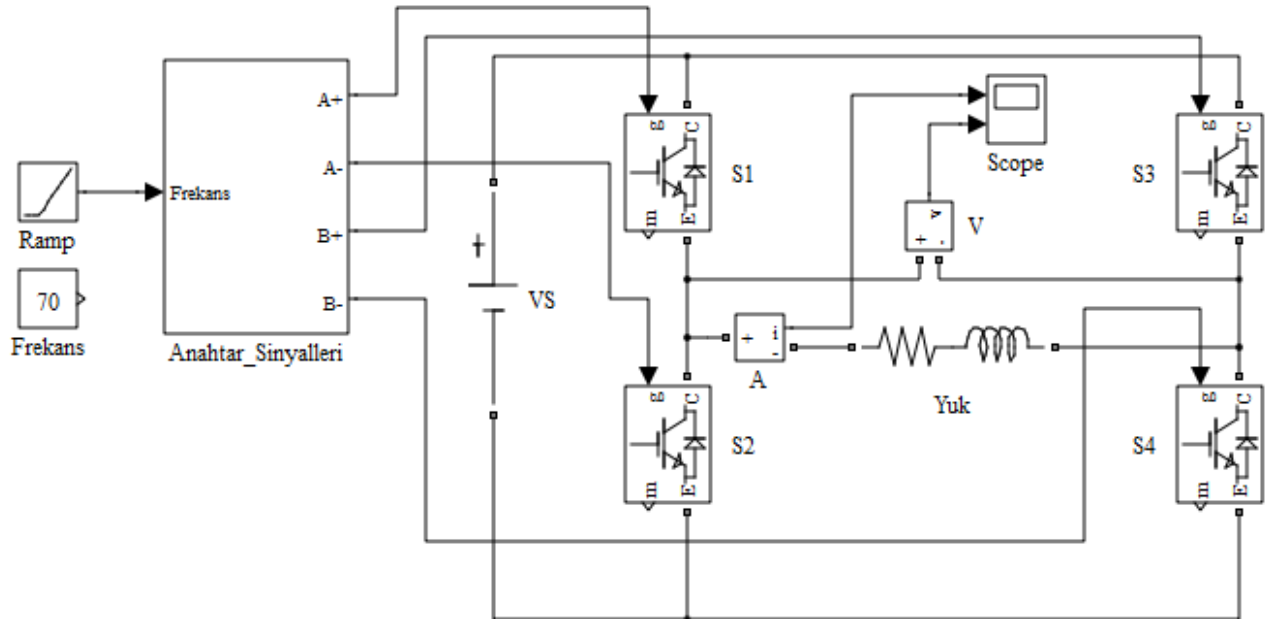 Ramp
70
Frekans
Frekans
A+
A-
B+
B-
Anahtar_Sinyalleri
VS
g C
m E
S1
g C
m E
S2
Scope
v
+ -
V
+ i
-
A
Yuk
g C
m E
S3
g C
m E
S4